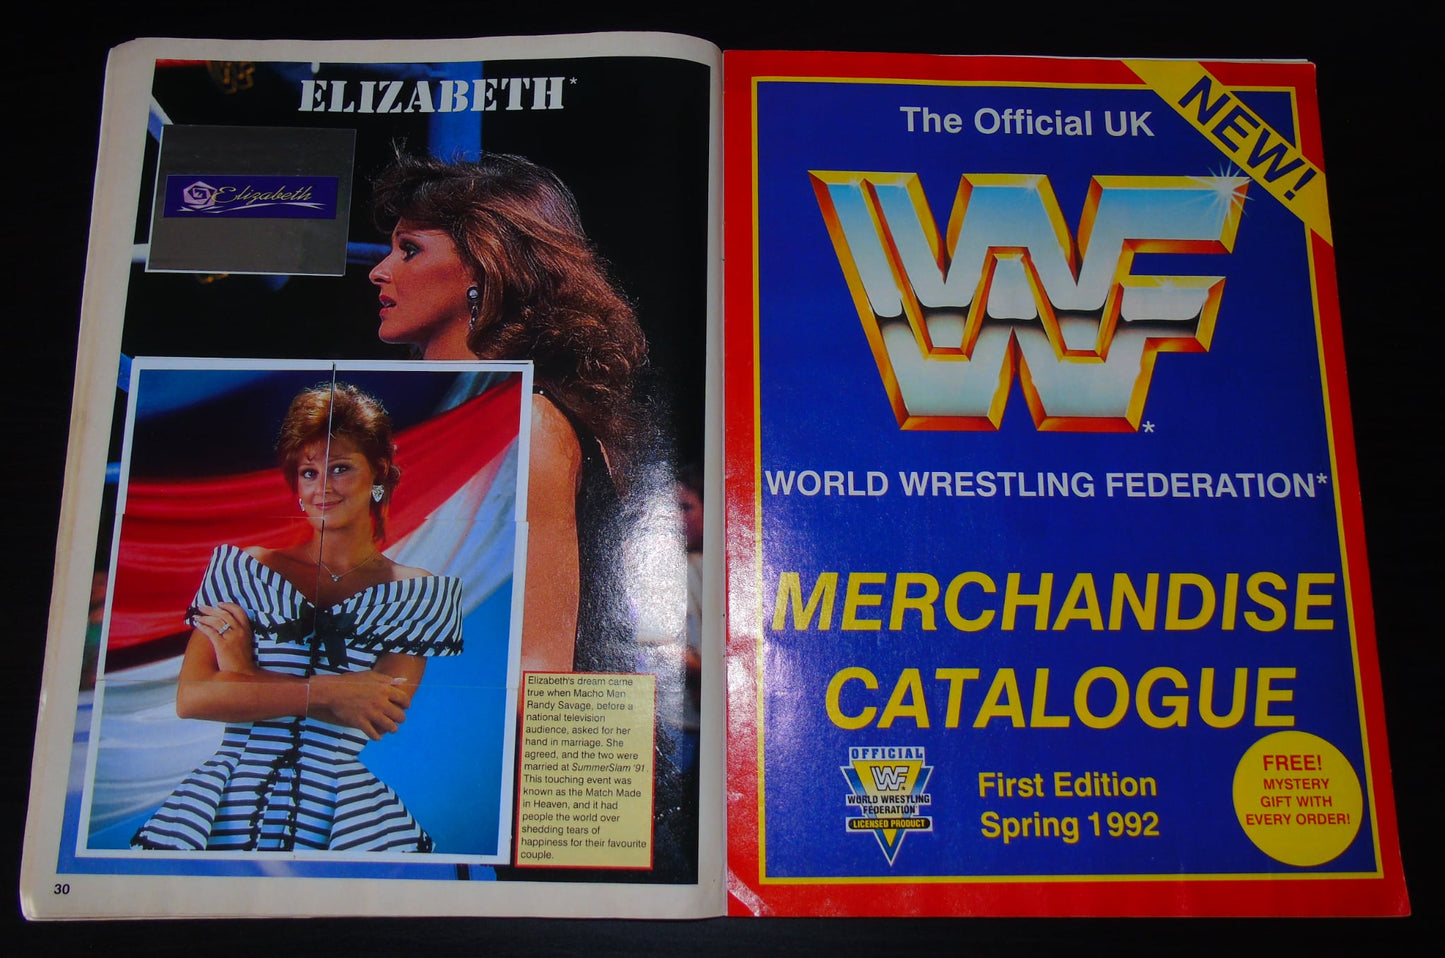 ELIZABETH*
Elizabeth
Elizabeth's dream came
true when Macho Man
Randy Savage, before a
national television
audience, asked for her
hand in marriage. She
agreed, and the two were
married at SummerSlam '91.
This touching event was
known as the Match Made
in Heaven, and it had
people the world over
shedding tears of
happiness for their favourite
couple.
30
NEW!
The Official UK
WF
*
WORLD WRESTLING FEDERATION*
MERCHANDISE
CATALOGUE
OFFICIAL
WF
WORLD WRESTLING
FEDERATION
LICENSED PRODUCT
First Edition
Spring 1992
FREE!
MYSTERY
GIFT WITH
EVERY ORDER!